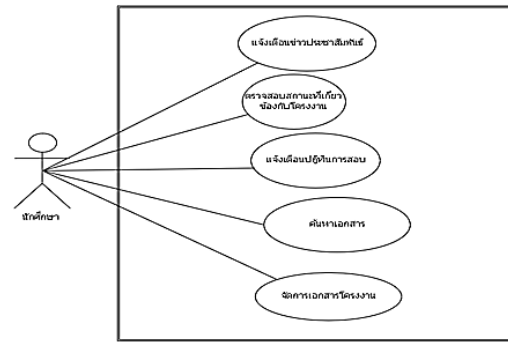 แจ้งเตือนข่าวประชาสัมพันธ์
ตรวจสอบสถานะที่เกี่ยว
ข้องกับโครงงาน
แจ้งเตือนปฏิทินการสอบ
นักศึกษา
ค้นหาเอกสาร
จัดการเอกสารโครงงาน